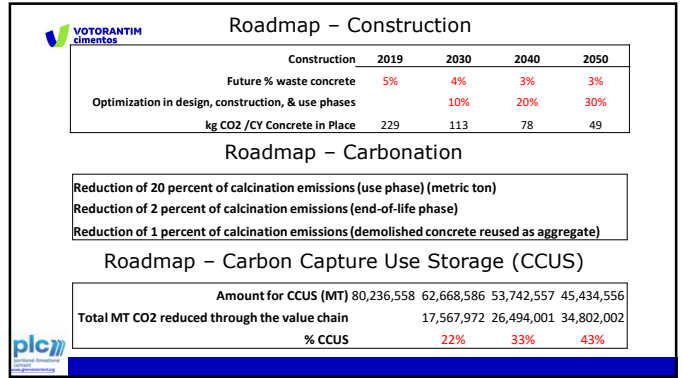 VOTORANTIM
cimentos
Roadmap – Construction
Construction 2019 2030 2040 2050
Future % waste concrete 5% 4% 3% 3%
Optimization in design, construction, & use phases 10% 20% 30%
kg CO2 /CY Concrete in Place 229 113 78 49
Roadmap – Carbonation
Reduction of 20 percent of calcination emissions (use phase) (metric ton)
Reduction of 2 percent of calcination emissions (end-of-life phase)
Reduction of 1 percent of calcination emissions (demolished concrete reused as aggregate)
Roadmap – Carbon Capture Use Storage (CCUS)
Amount for CCUS (MT) 80,236,558 62,668,586 53,742,557 45,434,556
Total MT CO2 reduced through the value chain 17,567,972 26,494,001 34,802,002
% CCUS 22% 33% 43%
plc
portland-limestone
cement